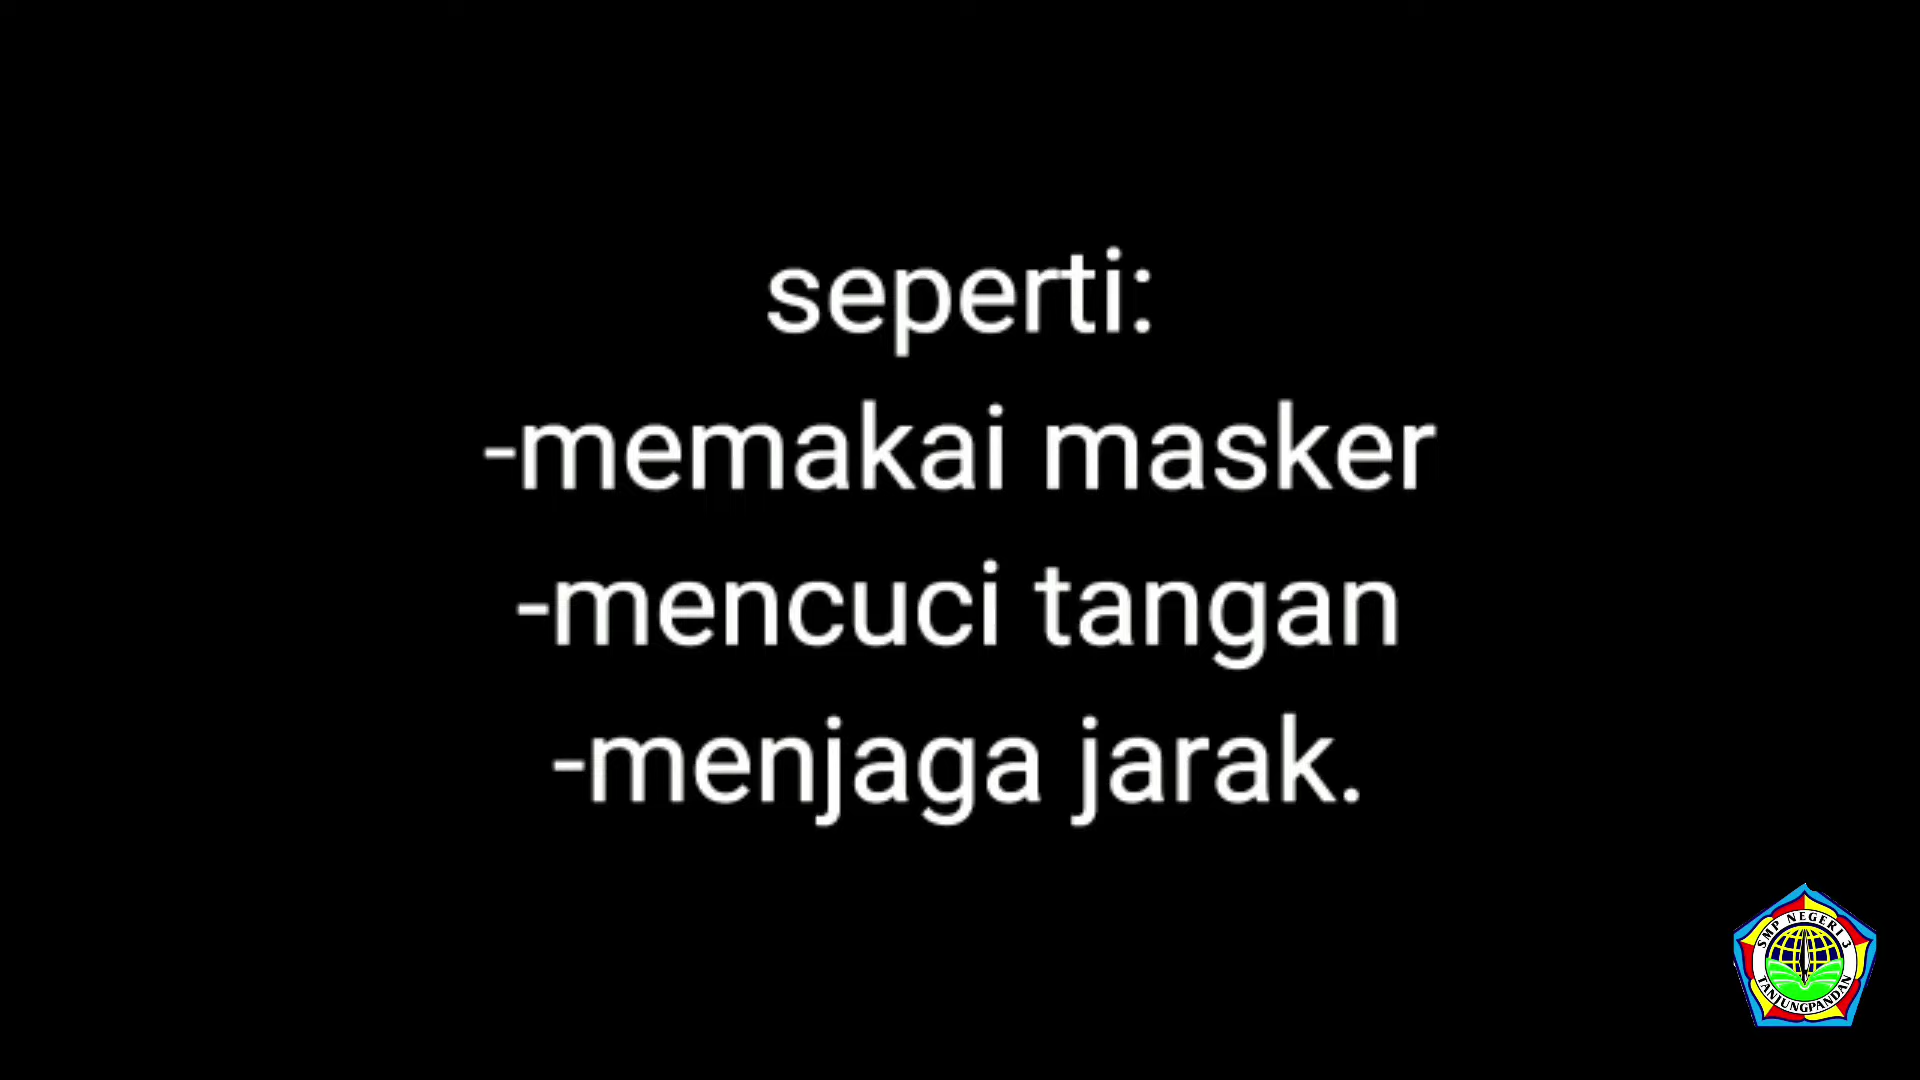 seperti:
-memakai masker
-mencuci tangan
-menjaga jarak.
SMP NEGERI 3
TANJUNGPANDAN